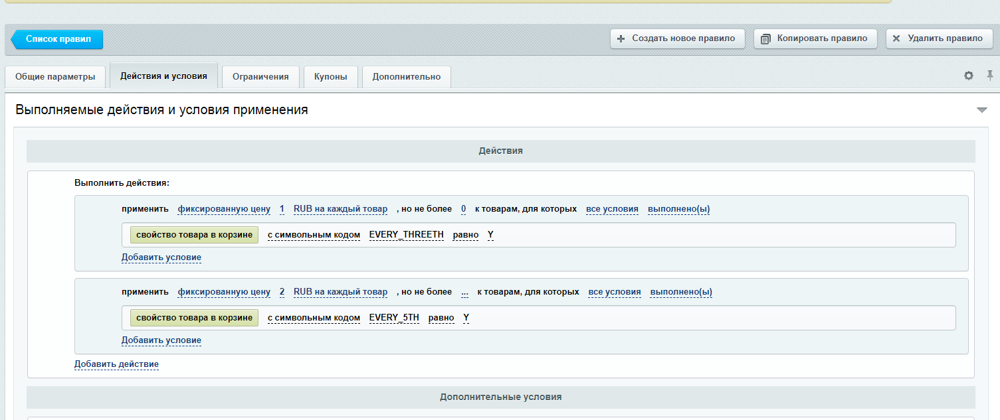 Список правил
Создать новое правило Копировать правило Удалить правило
Общие параметры Действия и условия Ограничения Купоны Дополнительно
Выполняемые действия и условия применения
Действия
Выполнить действия:
применить фиксированную цену 1 RUB на каждый товар , но не более 0 к товарам, для которых все условия выполнено(ы)
свойство товара в корзине с символьным кодом EVERY_THREETH равно Y
Добавить условие
применить фиксированную цену 2 RUB на каждый товар , но не более ... к товарам, для которых все условия выполнено(ы)
свойство товара в корзине с символьным кодом EVERY_5TH равно Y
Добавить условие
Добавить действие
Дополнительные условия